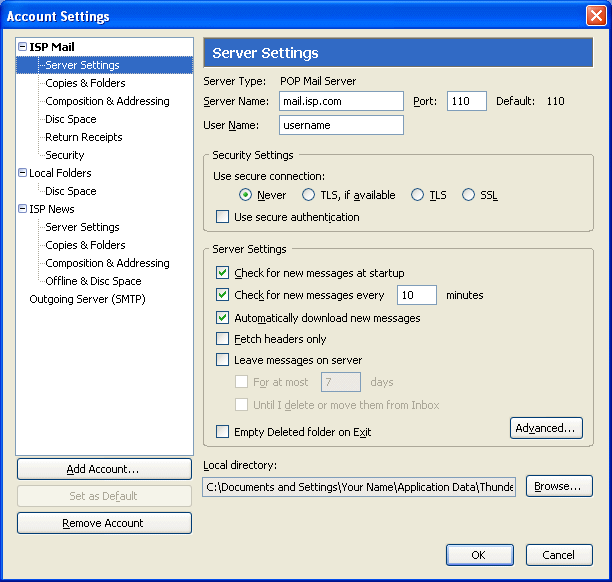 Account Settings
ISP Mail
Server Settings
Copies & Folders
Composition & Addressing
Disc Space
Return Receipts
Security
Local Folders
Disc Space
ISP News
Server Settings
Copies & Folders
Composition & Addressing
Offline & Disc Space
Outgoing Server (SMTP)
Add Account...
Set as Default
Remove Account
Server Settings
Server Type: POP Mail Server
Server Name: mail.isp.com Port: 110 Default: 110
User Name: username
Security Settings
Use secure connection:
Never TLS, if available TLS SSL
Use secure authentication
Server Settings
Check for new messages at startup
Check for new messages every 10 minutes
Automatically download new messages
Fetch headers only
Leave messages on server
For at most 7 days
Until I delete or move them from Inbox
Empty Deleted folder on Exit
Advanced...
Local directory:
C:\Documents and Settings\Your Name\Application Data\Thunde
Browse...
OK Cancel